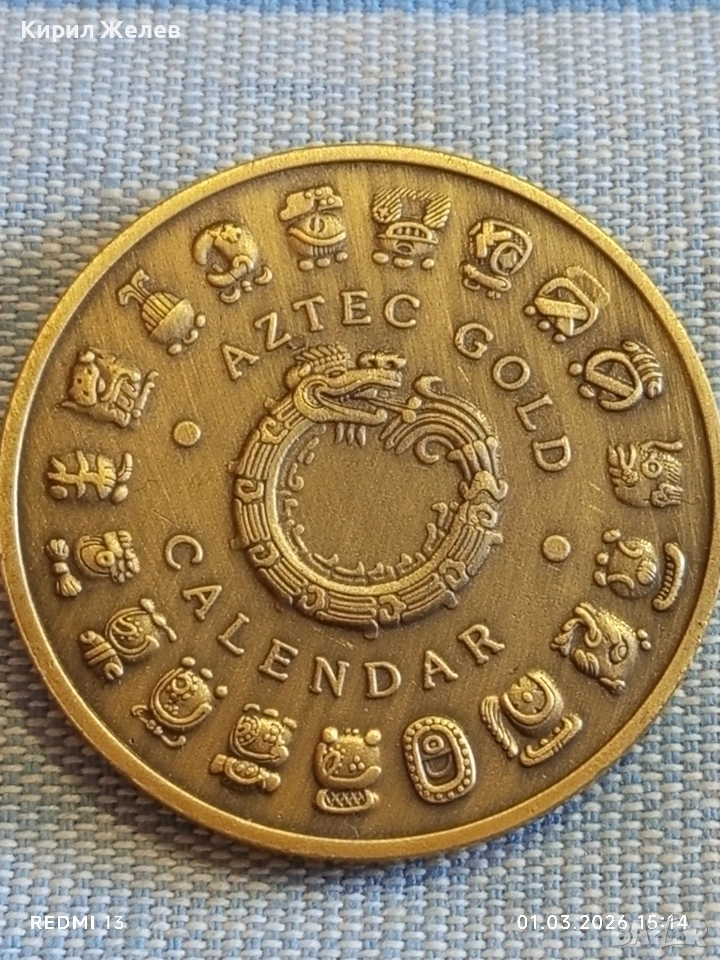 Кирил Желев
AZTEC GOLD
CALENDAR
REDMI 13
01.03.2026 15:14